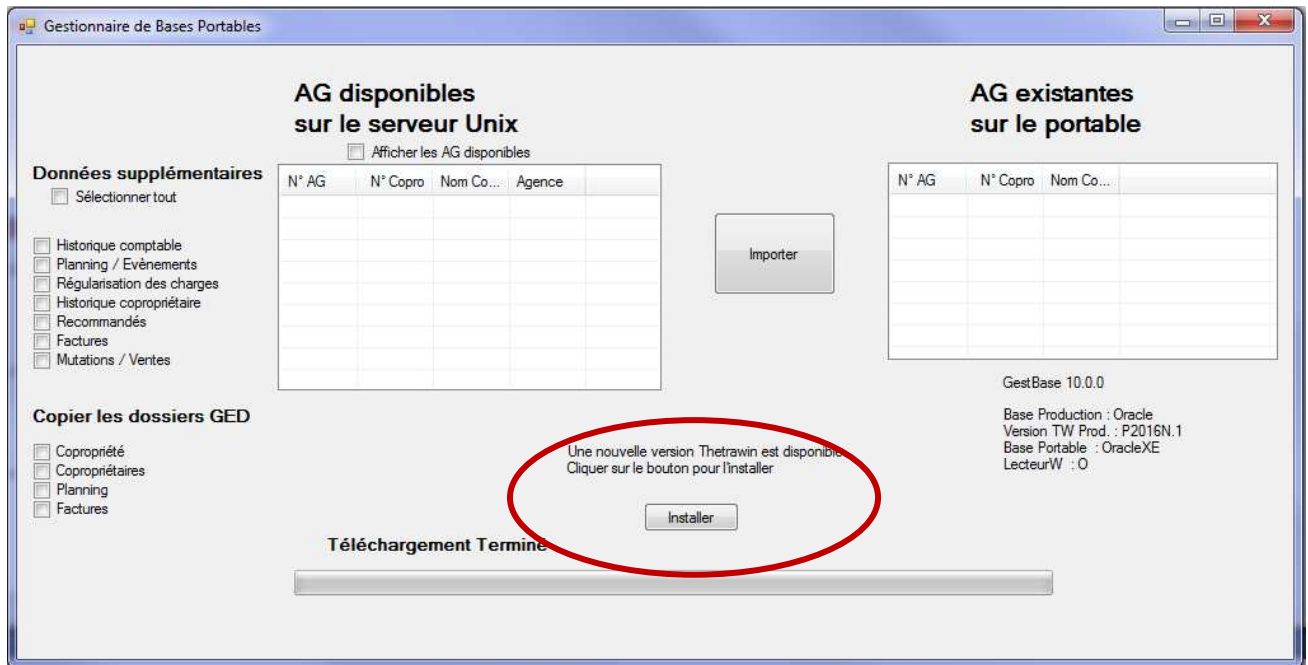 Gestionnaire de Bases Portables
AG disponibles
sur le serveur Unix
Afficher les AG disponibles
AG existantes
sur le portable
Données supplémentaires
Sélectionner tout
N° AG N° Copro Nom Co... Agence
N° AG N° Copro Nom Co...
Historique comptable
Planning / Evènements
Régularisation des charges
Historique copropriétaire
Recommandés
Factures
Mutations / Ventes
Importer
GestBase 10.0.0
Base Production : Oracle
Version TW Prod. : P2016N.1
Base Portable : OracleXE
LecteurW : O
Copier les dossiers GED
Copropriété
Copropriétaires
Planning
Factures
Une nouvelle version Thetrawin est disponible
Cliquer sur le bouton pour l'installer
Installer
Téléchargement Terminé